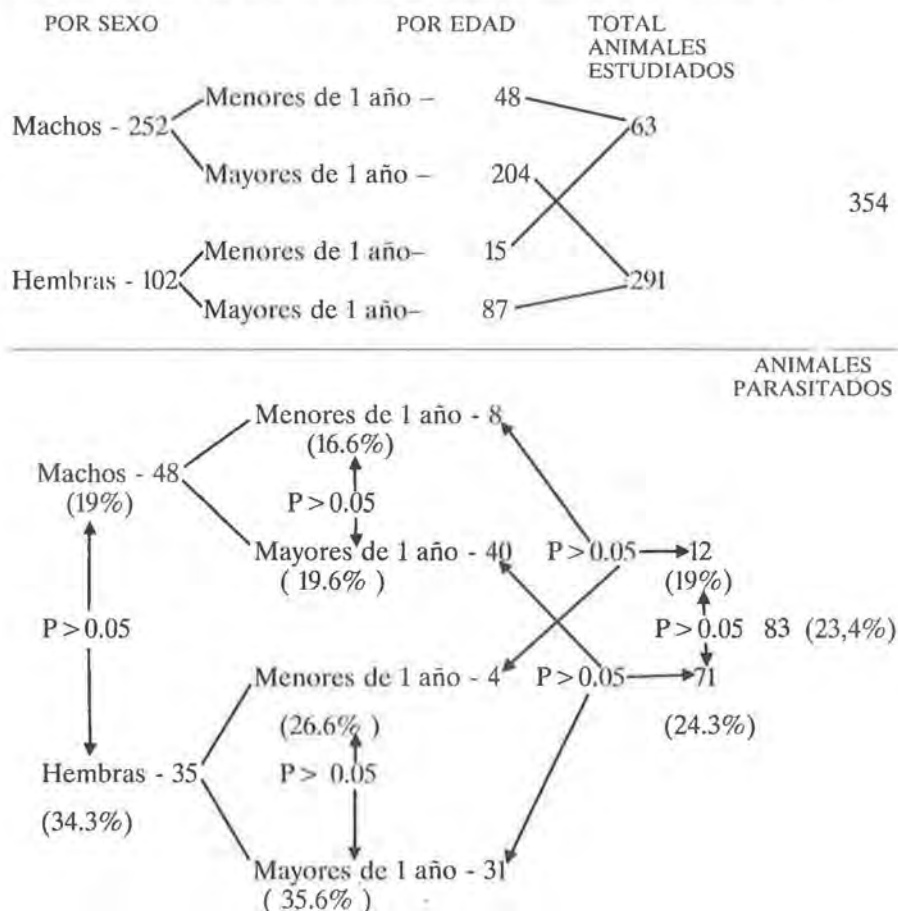 POR SEXO POR EDAD TOTAL
ANIMALES
ESTUDIADOS
Menores de 1 año – 48
Machos - 252 63
Mayores de 1 año – 204
354
Menores de 1 año– 15
Hembras - 102 291
Mayores de 1 año– 87
ANIMALES
PARASITADOS
Menores de 1 año - 8
(16.6%)
Machos - 48
(19%)
P > 0.05
Mayores de 1 año - 40 P > 0.05 12
(19.6%) (19%)
P > 0.05 P > 0.05 83 (23,4%)
Menores de 1 año - 4 P > 0.05 71
(26.6%) (24.3%)
Hembras - 35 P > 0.05
(34.3%)
Mayores de 1 año - 31
(35.6%)